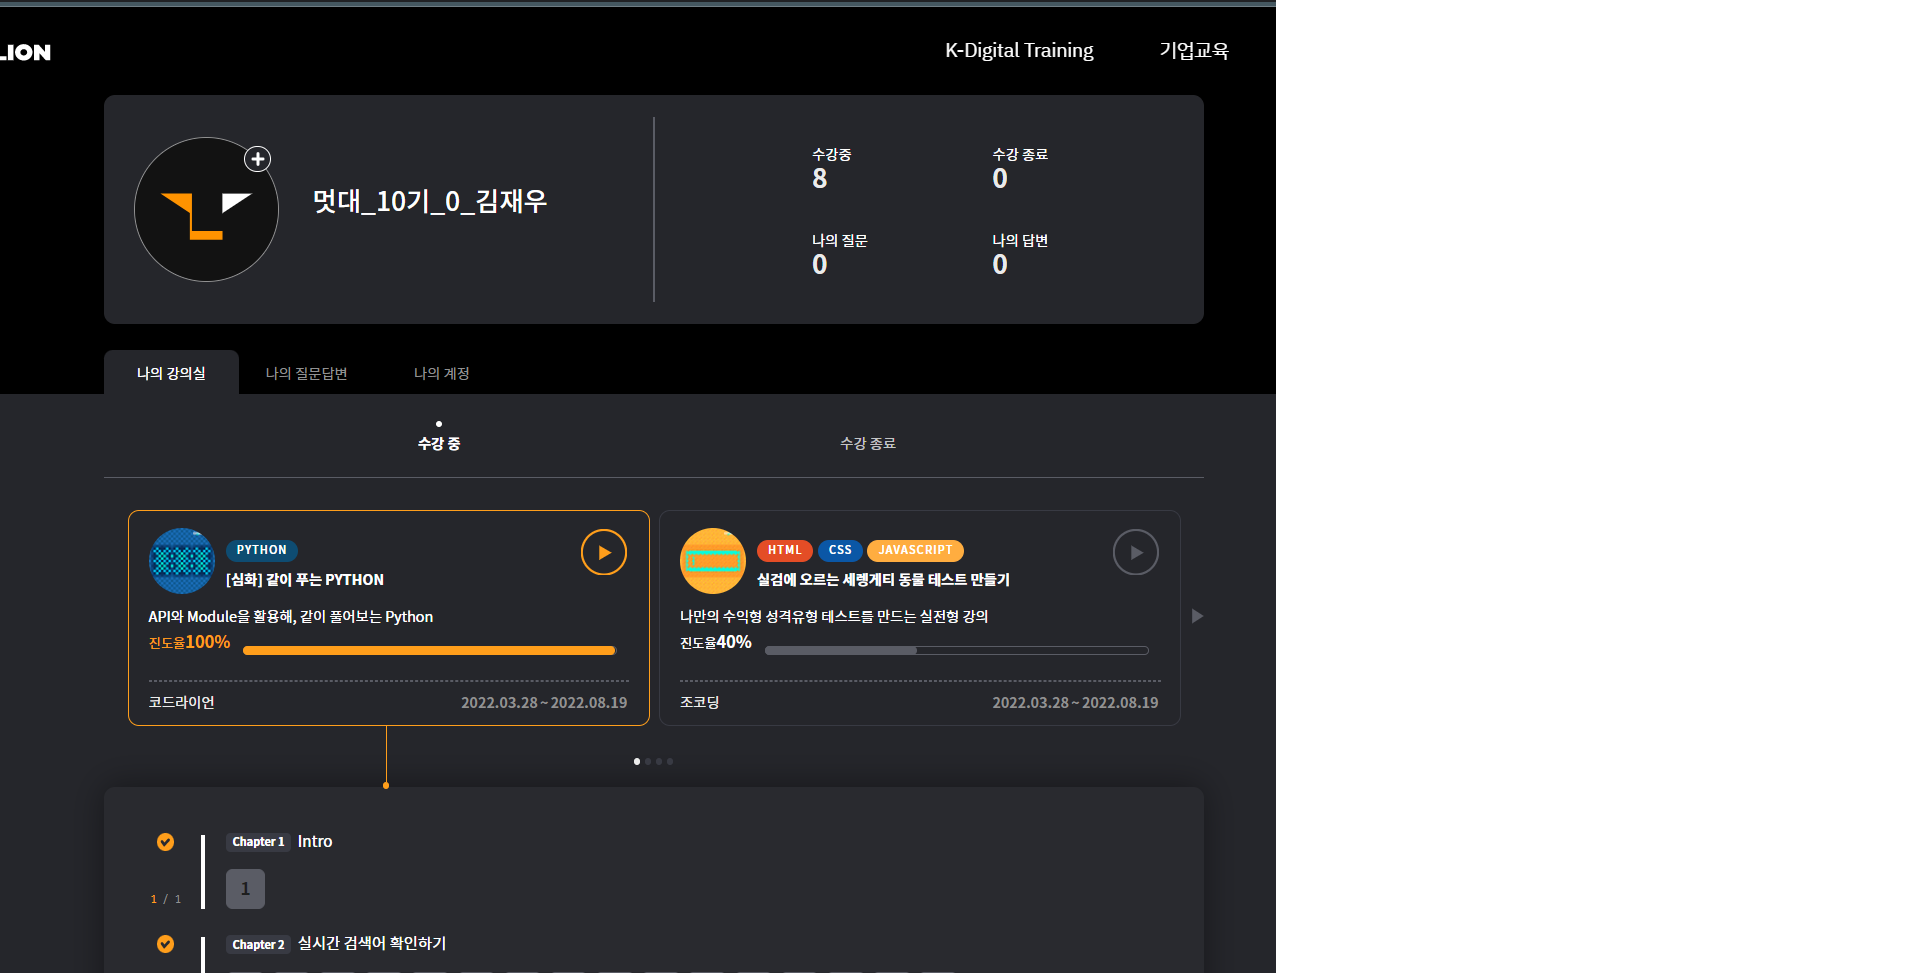 LION
K-Digital Training 기업교육
멋대_10기_0_김재우
수강중 수강 종료
8 0
나의 질문 나의 답변
0 0
나의 강의실 나의 질문답변 나의 계정
수강 중 수강 종료
PYTHON
[심화] 같이 푸는 PYTHON
API와 Module을 활용해, 같이 풀어보는 Python
진도율100%
코드라이언 2022.03.28 ~ 2022.08.19
HTML CSS JAVASCRIPT
실검에 오르는 세렝게티 동물 테스트 만들기
나만의 수익형 성격유형 테스트를 만드는 실전형 강의
진도율40%
조코딩 2022.03.28 ~ 2022.08.19
Chapter 1 Intro
1
1 / 1
Chapter 2 실시간 검색어 확인하기